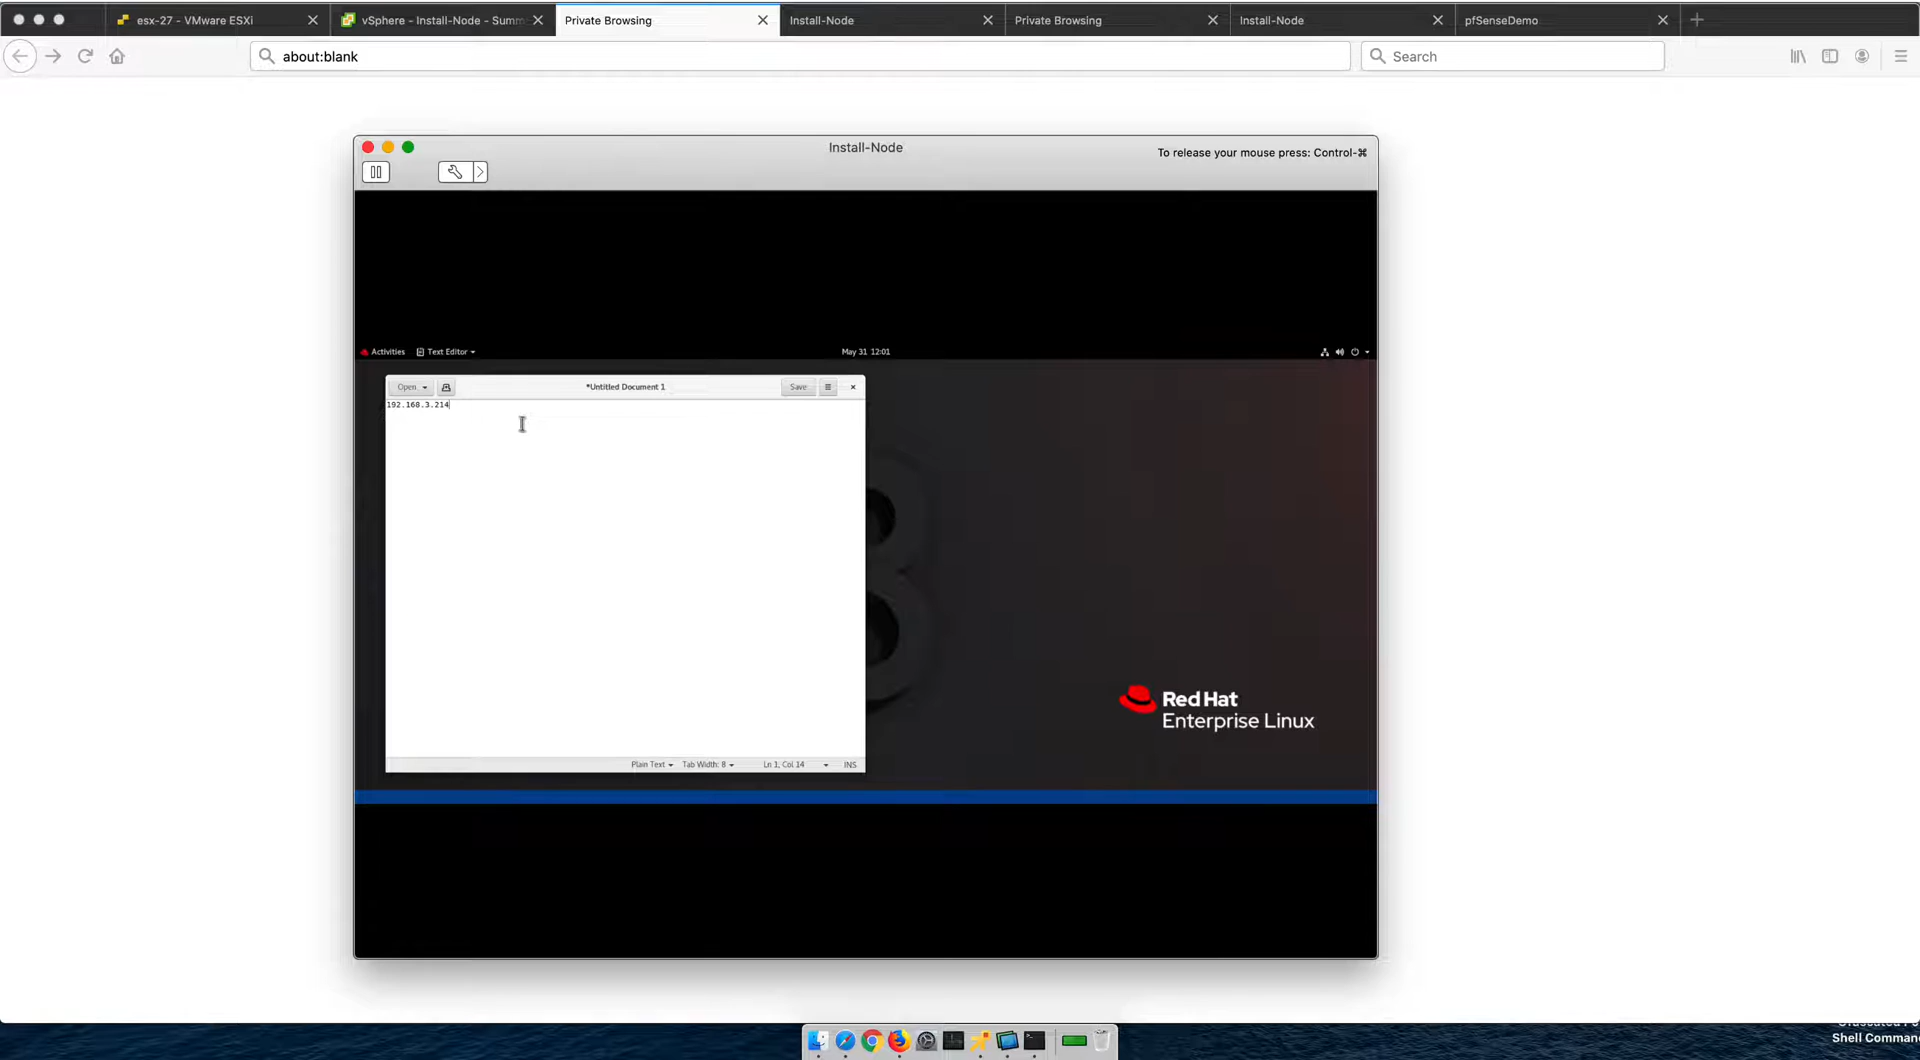 esx-27 - VMware ESXi
vSphere - Install-Node - Summ
Private Browsing
Install-Node
Private Browsing
Install-Node
pfSenseDemo
about:blank
Search
Install-Node
To release your mouse press: Control-⌘
Activities
Text Editor
May 31 12:01
Open
*Untitled Document 1
Save
192.168.3.214
Red Hat
Enterprise Linux
Plain Text
Tab Width: 8
Ln 1, Col 14
INS
Shell Comman